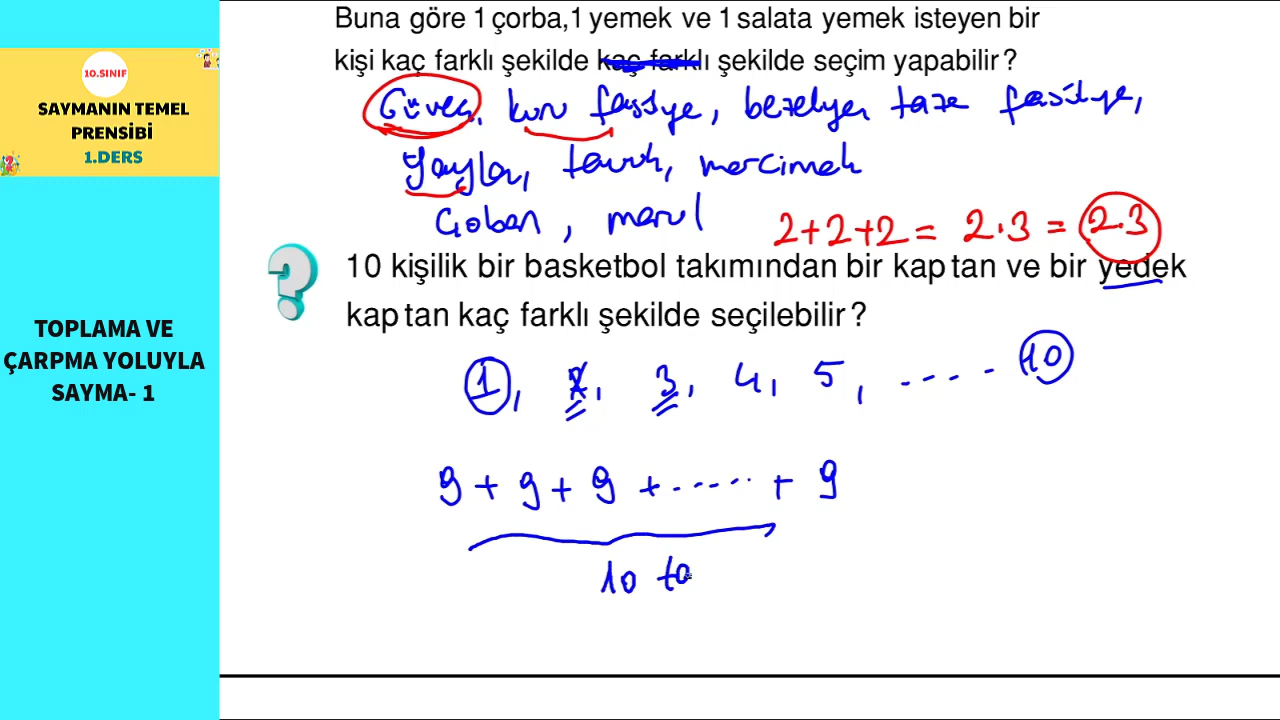 Buna göre 1 çorba,1 yemek ve 1 salata yemek isteyen bir
kişi kaç farklı şekilde kaç farklı şekilde seçim yapabilir?
10.SINIF
SAYMANIN TEMEL
PRENSİBİ
1.DERS
Güveç, kuru fasulye, bezelye, taze fasulye,
Yayla, tavuk, mercimek
Çoban, marul
2+2+2 = 2.3 = 2.3
10 kişilik bir basketbol takımından bir kaptan ve bir yedek
kaptan kaç farklı şekilde seçilebilir?
TOPLAMA VE
ÇARPMA YOLUYLA
SAYMA- 1
1, 2, 3, 4, 5, .... 10
9 + 9 + 9 + ...... + 9
10 ta